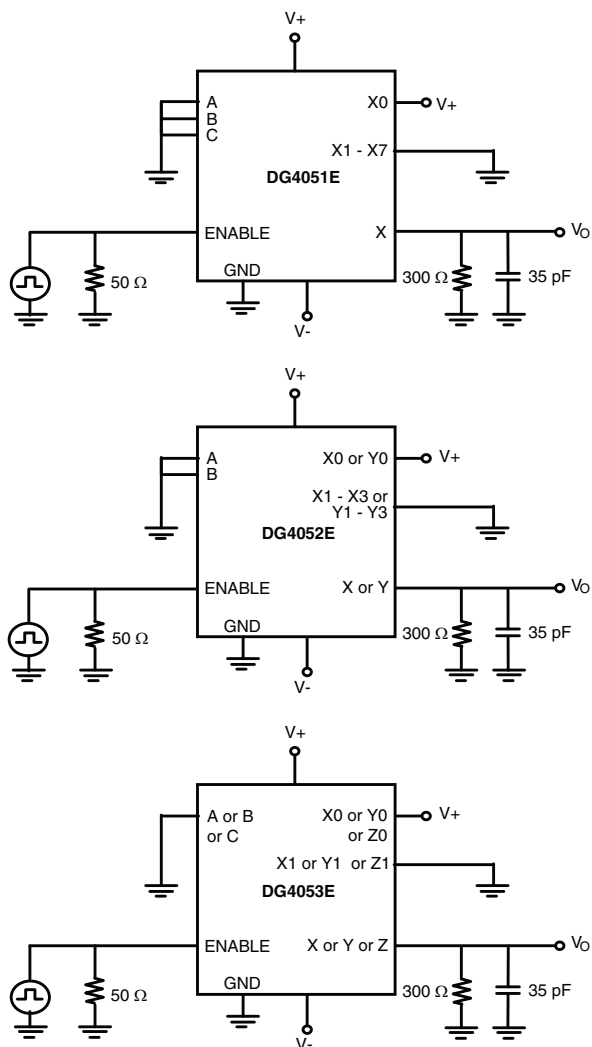 V+
A X0 V+
B
C
X1 - X7
DG4051E
ENABLE X VO
50 Ω GND 300 Ω 35 pF
V-
V+
A X0 or Y0 V+
B
X1 - X3 or
Y1 - Y3
DG4052E
ENABLE X or Y VO
50 Ω GND 300 Ω 35 pF
V-
V+
A or B X0 or Y0 V+
or C or Z0
X1 or Y1 or Z1
DG4053E
ENABLE X or Y or Z VO
50 Ω GND 300 Ω 35 pF
V-